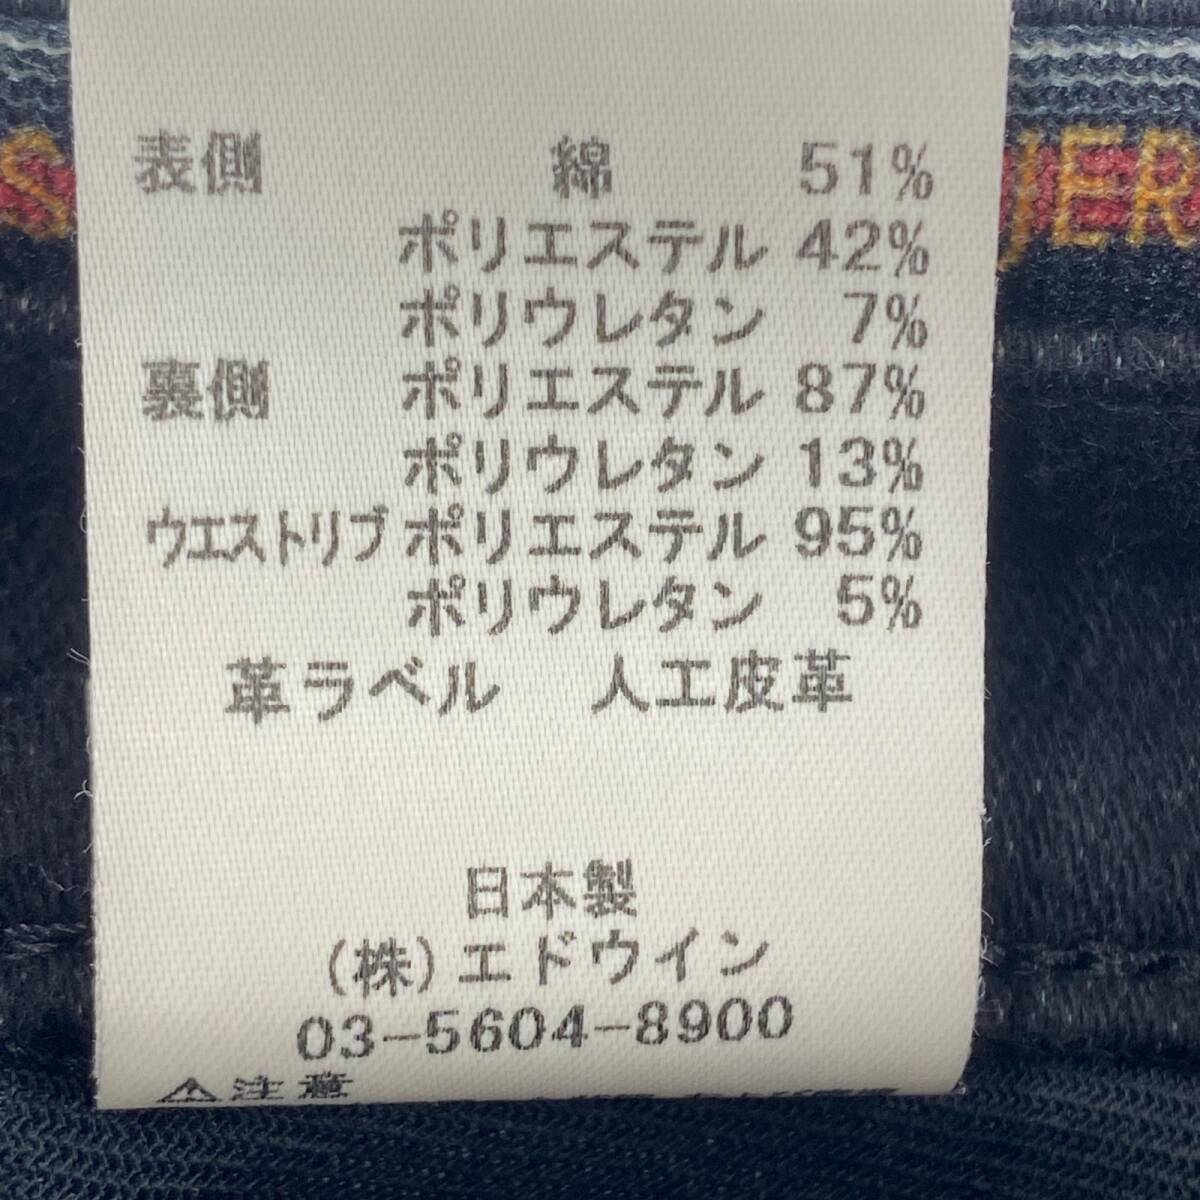 表側 綿 51%
ポリエステル 42%
ポリウレタン 7%
裏側 ポリエステル 87%
ポリウレタン 13%
ウエストリブ ポリエステル 95%
ポリウレタン 5%
革ラベル 人工皮革
日本製
(株)エドウイン
03-5604-8900
⚠注意
S
JER